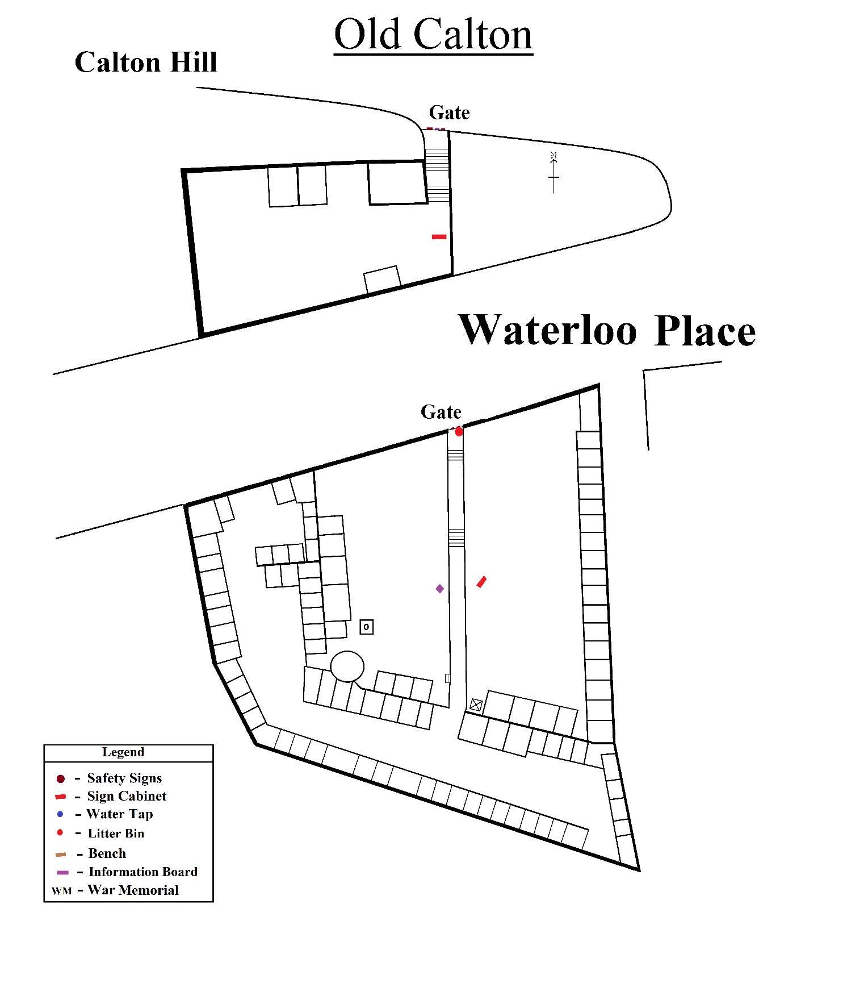 Old Calton
Calton Hill
Gate
N
Waterloo Place
Gate
Legend
- Safety Signs
- Sign Cabinet
- Water Tap
- Litter Bin
- Bench
- Information Board
WM - War Memorial